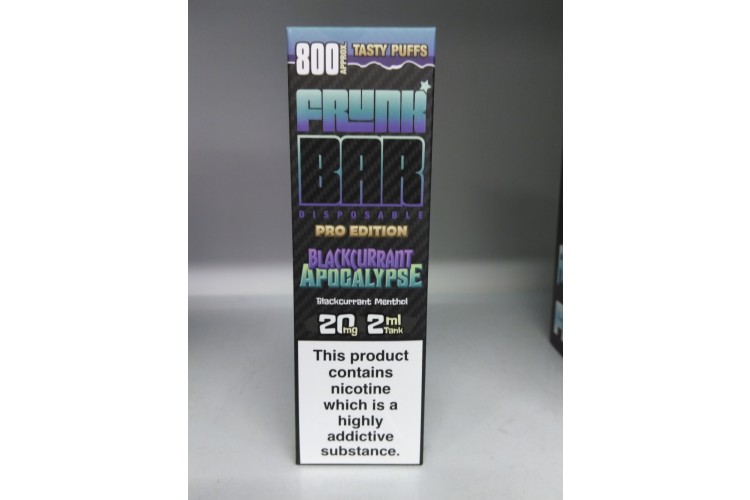 800 APPROX. TASTY PUFFS
FRUNK
BAR
DISPOSABLE
PRO EDITION
BLACKCURRANT
APOCALYPSE
Blackcurrant Menthol
20mg 2ml Tank
This product
contains
nicotine
which is a
highly
addictive
substance.